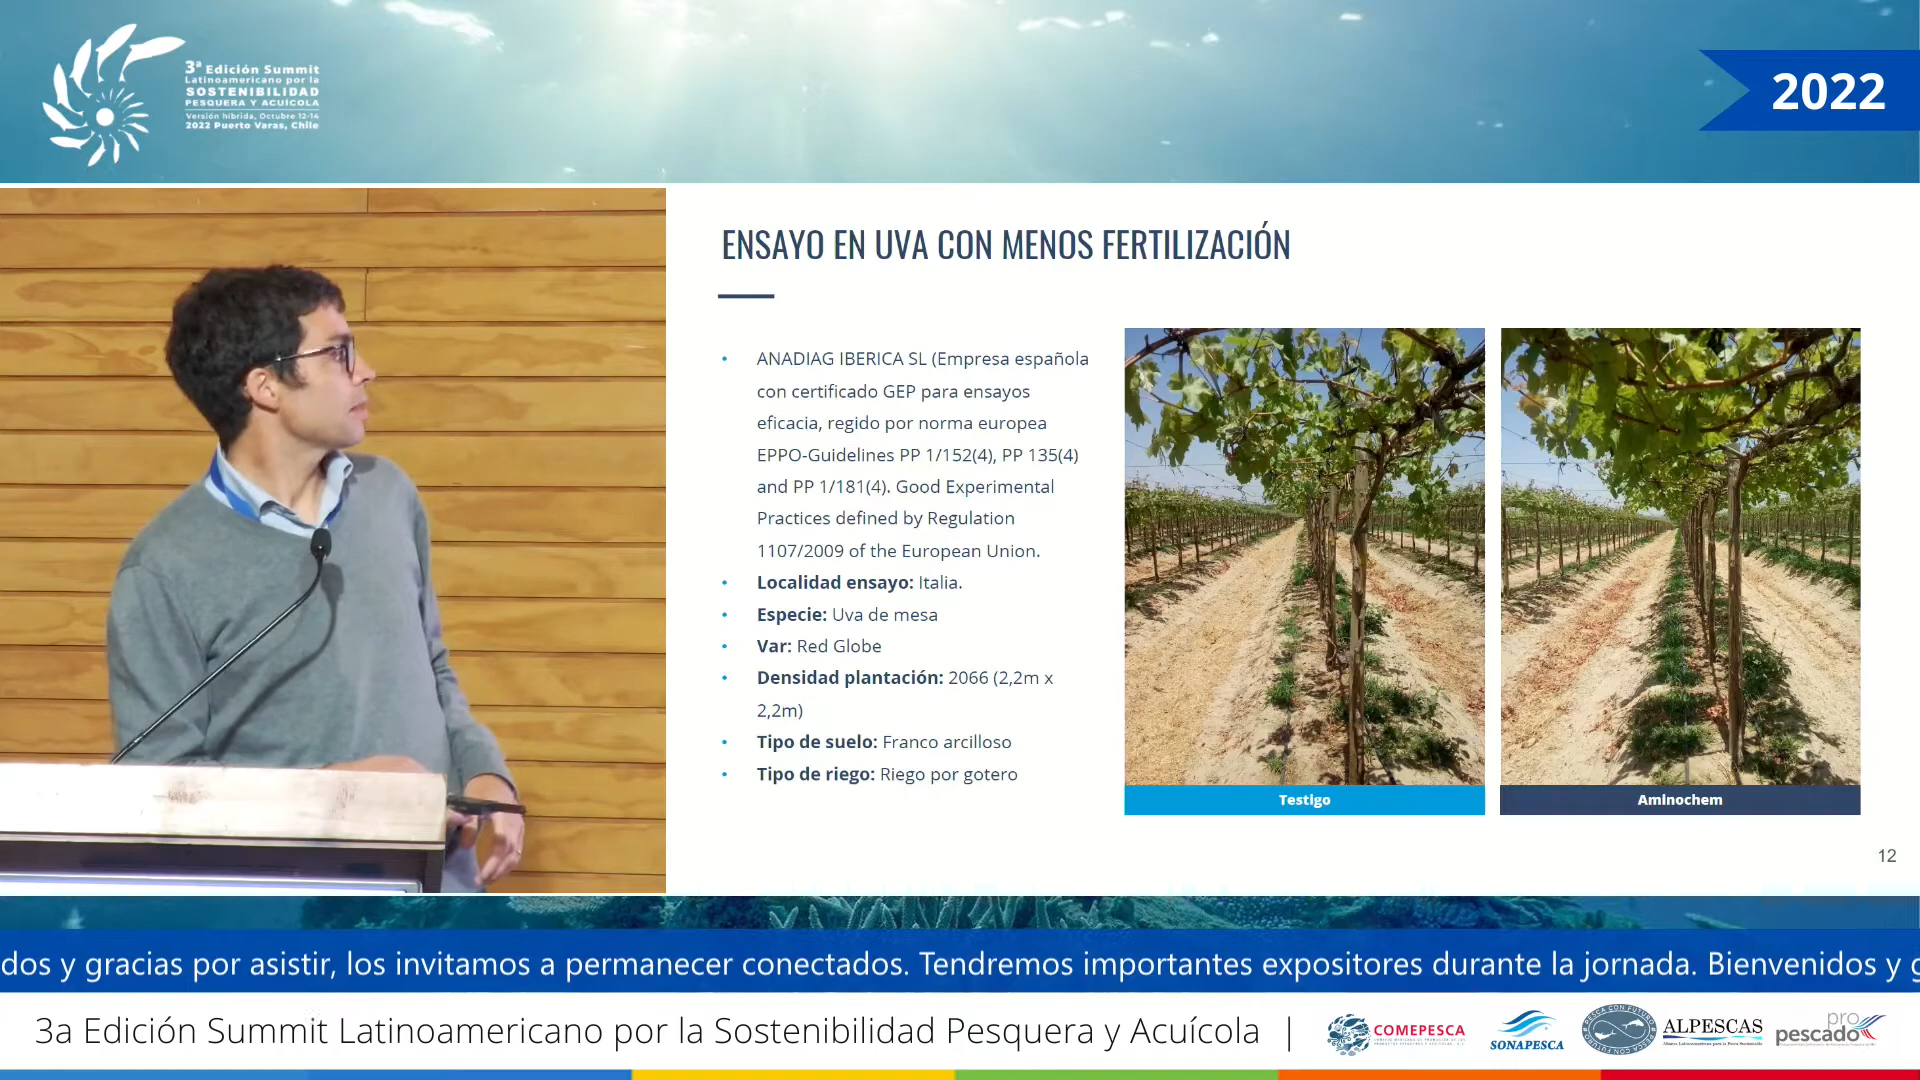 3ª Edición Summit
Latinoamericano por la
SOSTENIBILIDAD
PESQUERA Y ACUÍCOLA
Versión híbrida, Octubre 12-14
2022 Puerto Varas, Chile
2022
ENSAYO EN UVA CON MENOS FERTILIZACIÓN
• ANADIAG IBERICA SL (Empresa española
con certificado GEP para ensayos
eficacia, regido por norma europea
EPPO-Guidelines PP 1/152(4), PP 135(4)
and PP 1/181(4). Good Experimental
Practices defined by Regulation
1107/2009 of the European Union.
• Localidad ensayo: Italia.
• Especie: Uva de mesa
• Var: Red Globe
• Densidad plantación: 2066 (2,2m x
2,2m)
• Tipo de suelo: Franco arcilloso
• Tipo de riego: Riego por gotero
Testigo
Aminochem
12
dos y gracias por asistir, los invitamos a permanecer conectados. Tendremos importantes expositores durante la jornada. Bienvenidos y g
3a Edición Summit Latinoamericano por la Sostenibilidad Pesquera y Acuícola |
COMEPESCA
SONAPESCA
PESCA CON FUTURO
ALPESCAS
pro
pescado